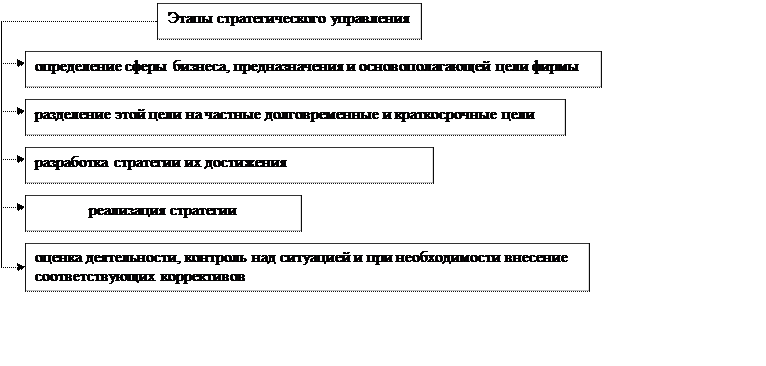 Этапы стратегического управления
определение сферы бизнеса, предназначения и основополагающей цели фирмы
разделение этой цели на частные долговременные и краткосрочные цели
разработка стратегии их достижения
реализация стратегии
оценка деятельности, контроль над ситуацией и при необходимости внесение
соответствующих коррективов